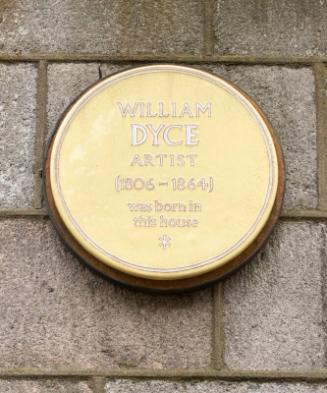 WILLIAM
DYCE
ARTIST
(1806 – 1864)
was born in
this house